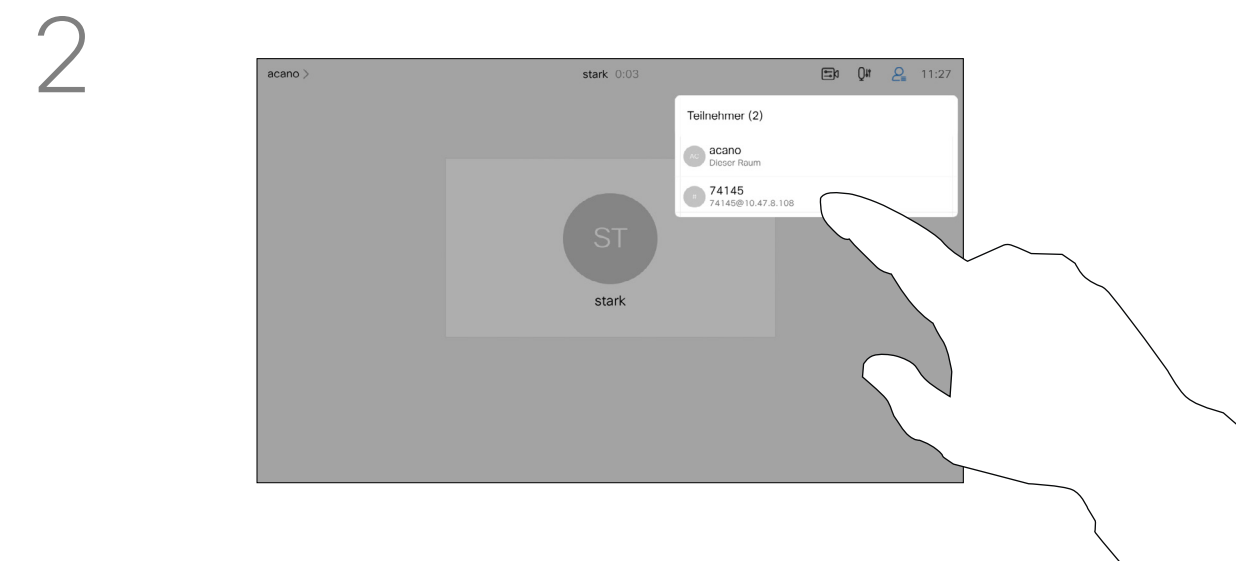 2
acano >
stark 0:03
11:27
Teilnehmer (2)
AC
acano
Dieser Raum
74145
74145@10.47.8.108
ST
stark